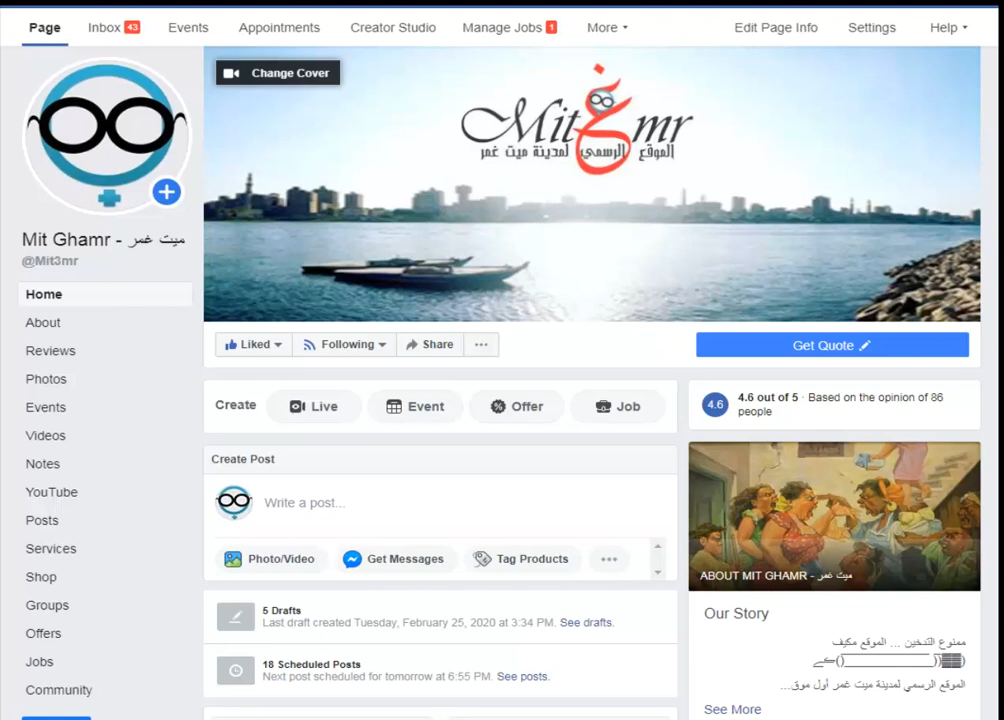 Page
Inbox 43
Events
Appointments
Creator Studio
Manage Jobs 1
More
Edit Page Info
Settings
Help
Change Cover
Mit غ mr
الموقع الرسمي لمدينة ميت غمر
Mit Ghamr - ميت غمر
@Mit3mr
Home
About
Reviews
Photos
Events
Videos
Notes
YouTube
Posts
Services
Shop
Groups
Offers
Jobs
Community
Liked
Following
Share
Get Quote
Create
Live
Event
Offer
Job
Create Post
Write a post...
Photo/Video
Get Messages
Tag Products
5 Drafts
Last draft created Tuesday, February 25, 2020 at 3:34 PM. See drafts.
18 Scheduled Posts
Next post scheduled for tomorrow at 6:55 PM. See posts.
4.6
4.6 out of 5 · Based on the opinion of 86
people
ABOUT MIT GHAMR - ميت غمر
Our Story
ممنوع التدخين ... الموقع مكيف
الموقع الرسمي لمدينة ميت غمر أول موق...
See More